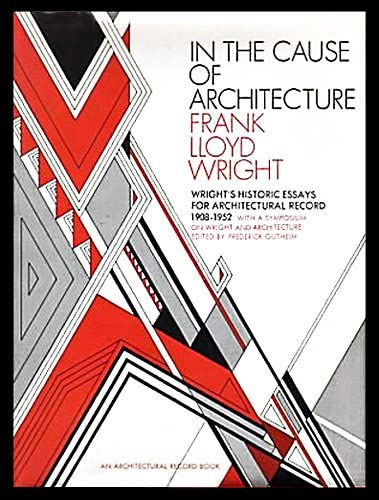 IN THE CAUSE
OF
ARCHITECTURE
FRANK
LLOYD
WRIGHT
WRIGHT'S HISTORIC ESSAYS
FOR ARCHITECTURAL RECORD
1908-1952 WITH A SYMPOSIUM
ON WRIGHT AND ARCHITECTURE
EDITED BY FREDERICK GUTHEIM
AN ARCHITECTURAL RECORD BOOK